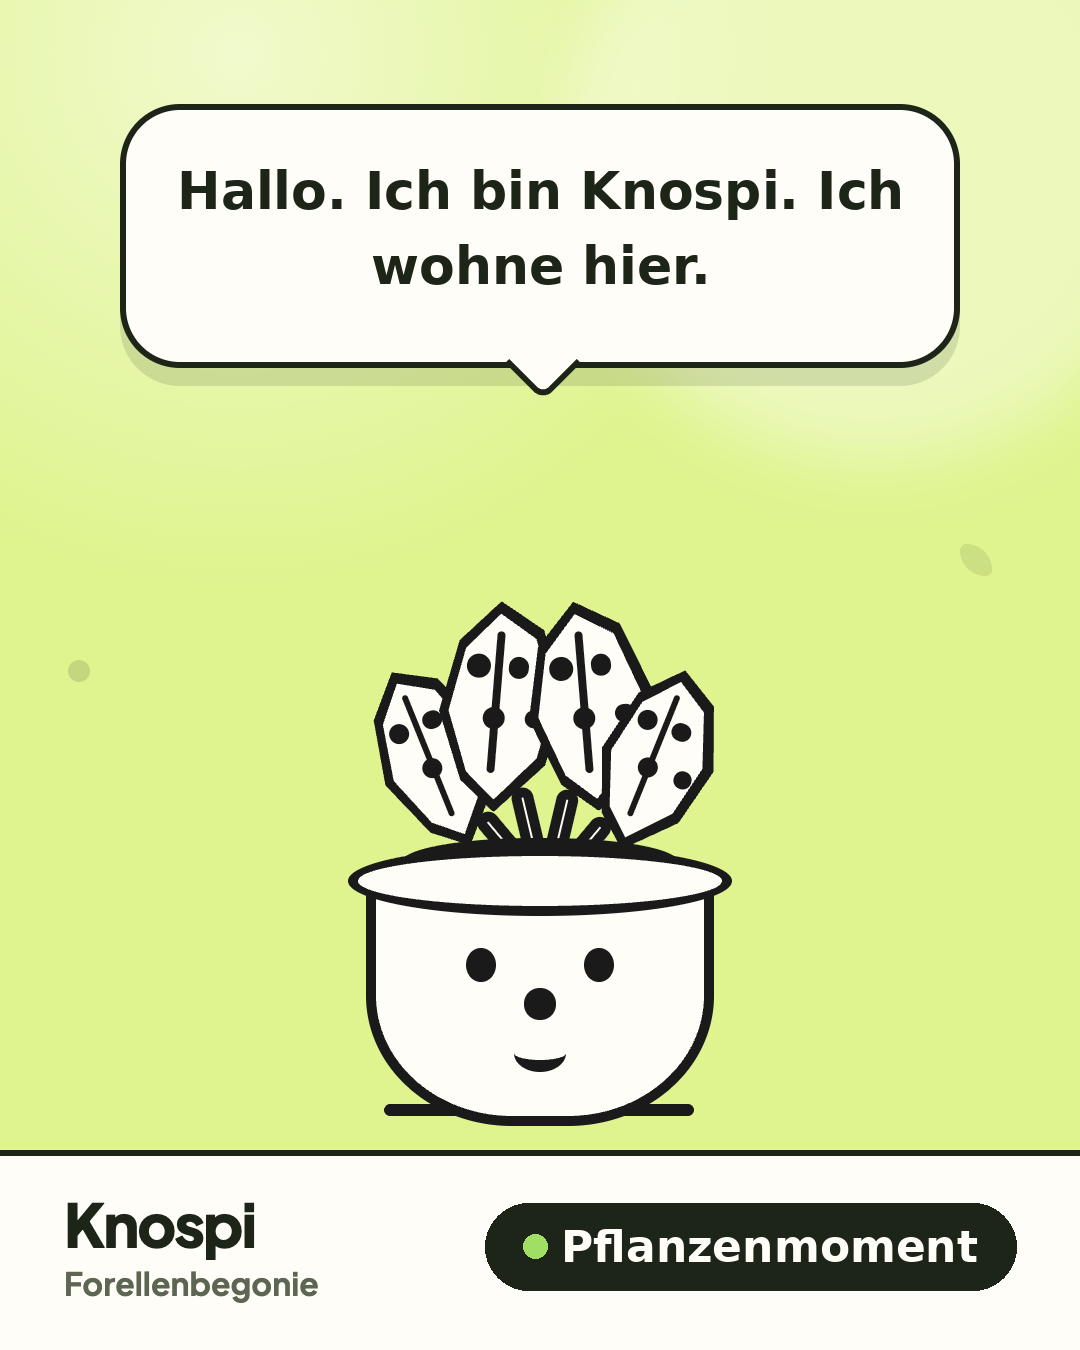 Hallo. Ich bin Knospi. Ich
wohne hier.
Knospi
Forellenbegonie
Pflanzenmoment